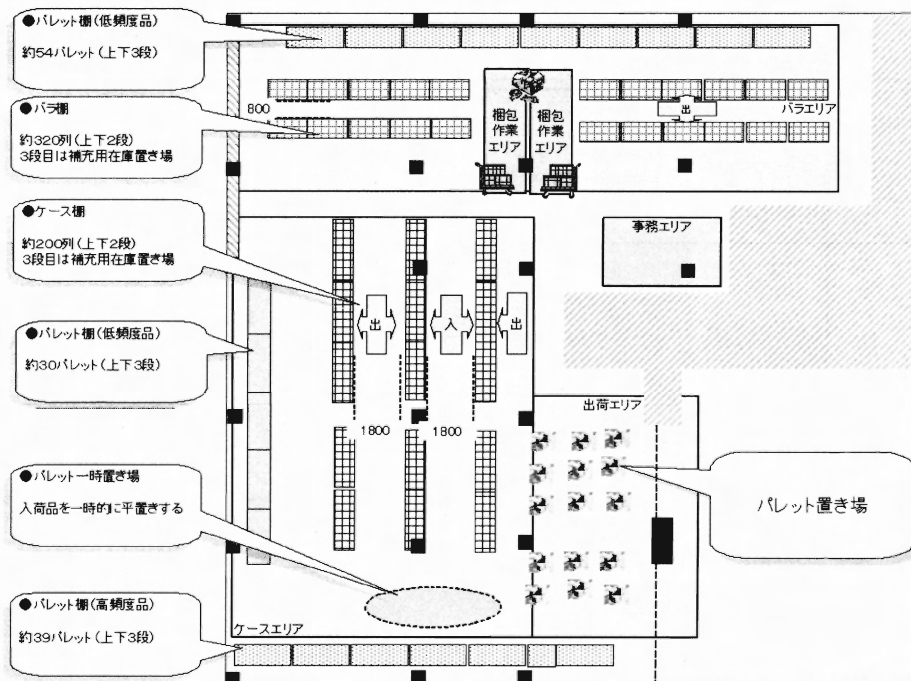 ●パレット棚(低頻度品)
約54パレット(上下3段)
●バラ棚
約320列(上下2段)
3段目は補充用在庫置き場
●ケース棚
約200列(上下2段)
3段目は補充用在庫置き場
●パレット棚(低頻度品)
約30パレット(上下3段)
●パレット一時置き場
入荷品を一時的に平置きする
●パレット棚(高頻度品)
約39パレット(上下3段)
800
梱包
作業
エリア
梱包
作業
エリア
出
バラエリア
事務エリア
出
入
出
1800
1800
出荷エリア
パレット置き場
ケースエリア